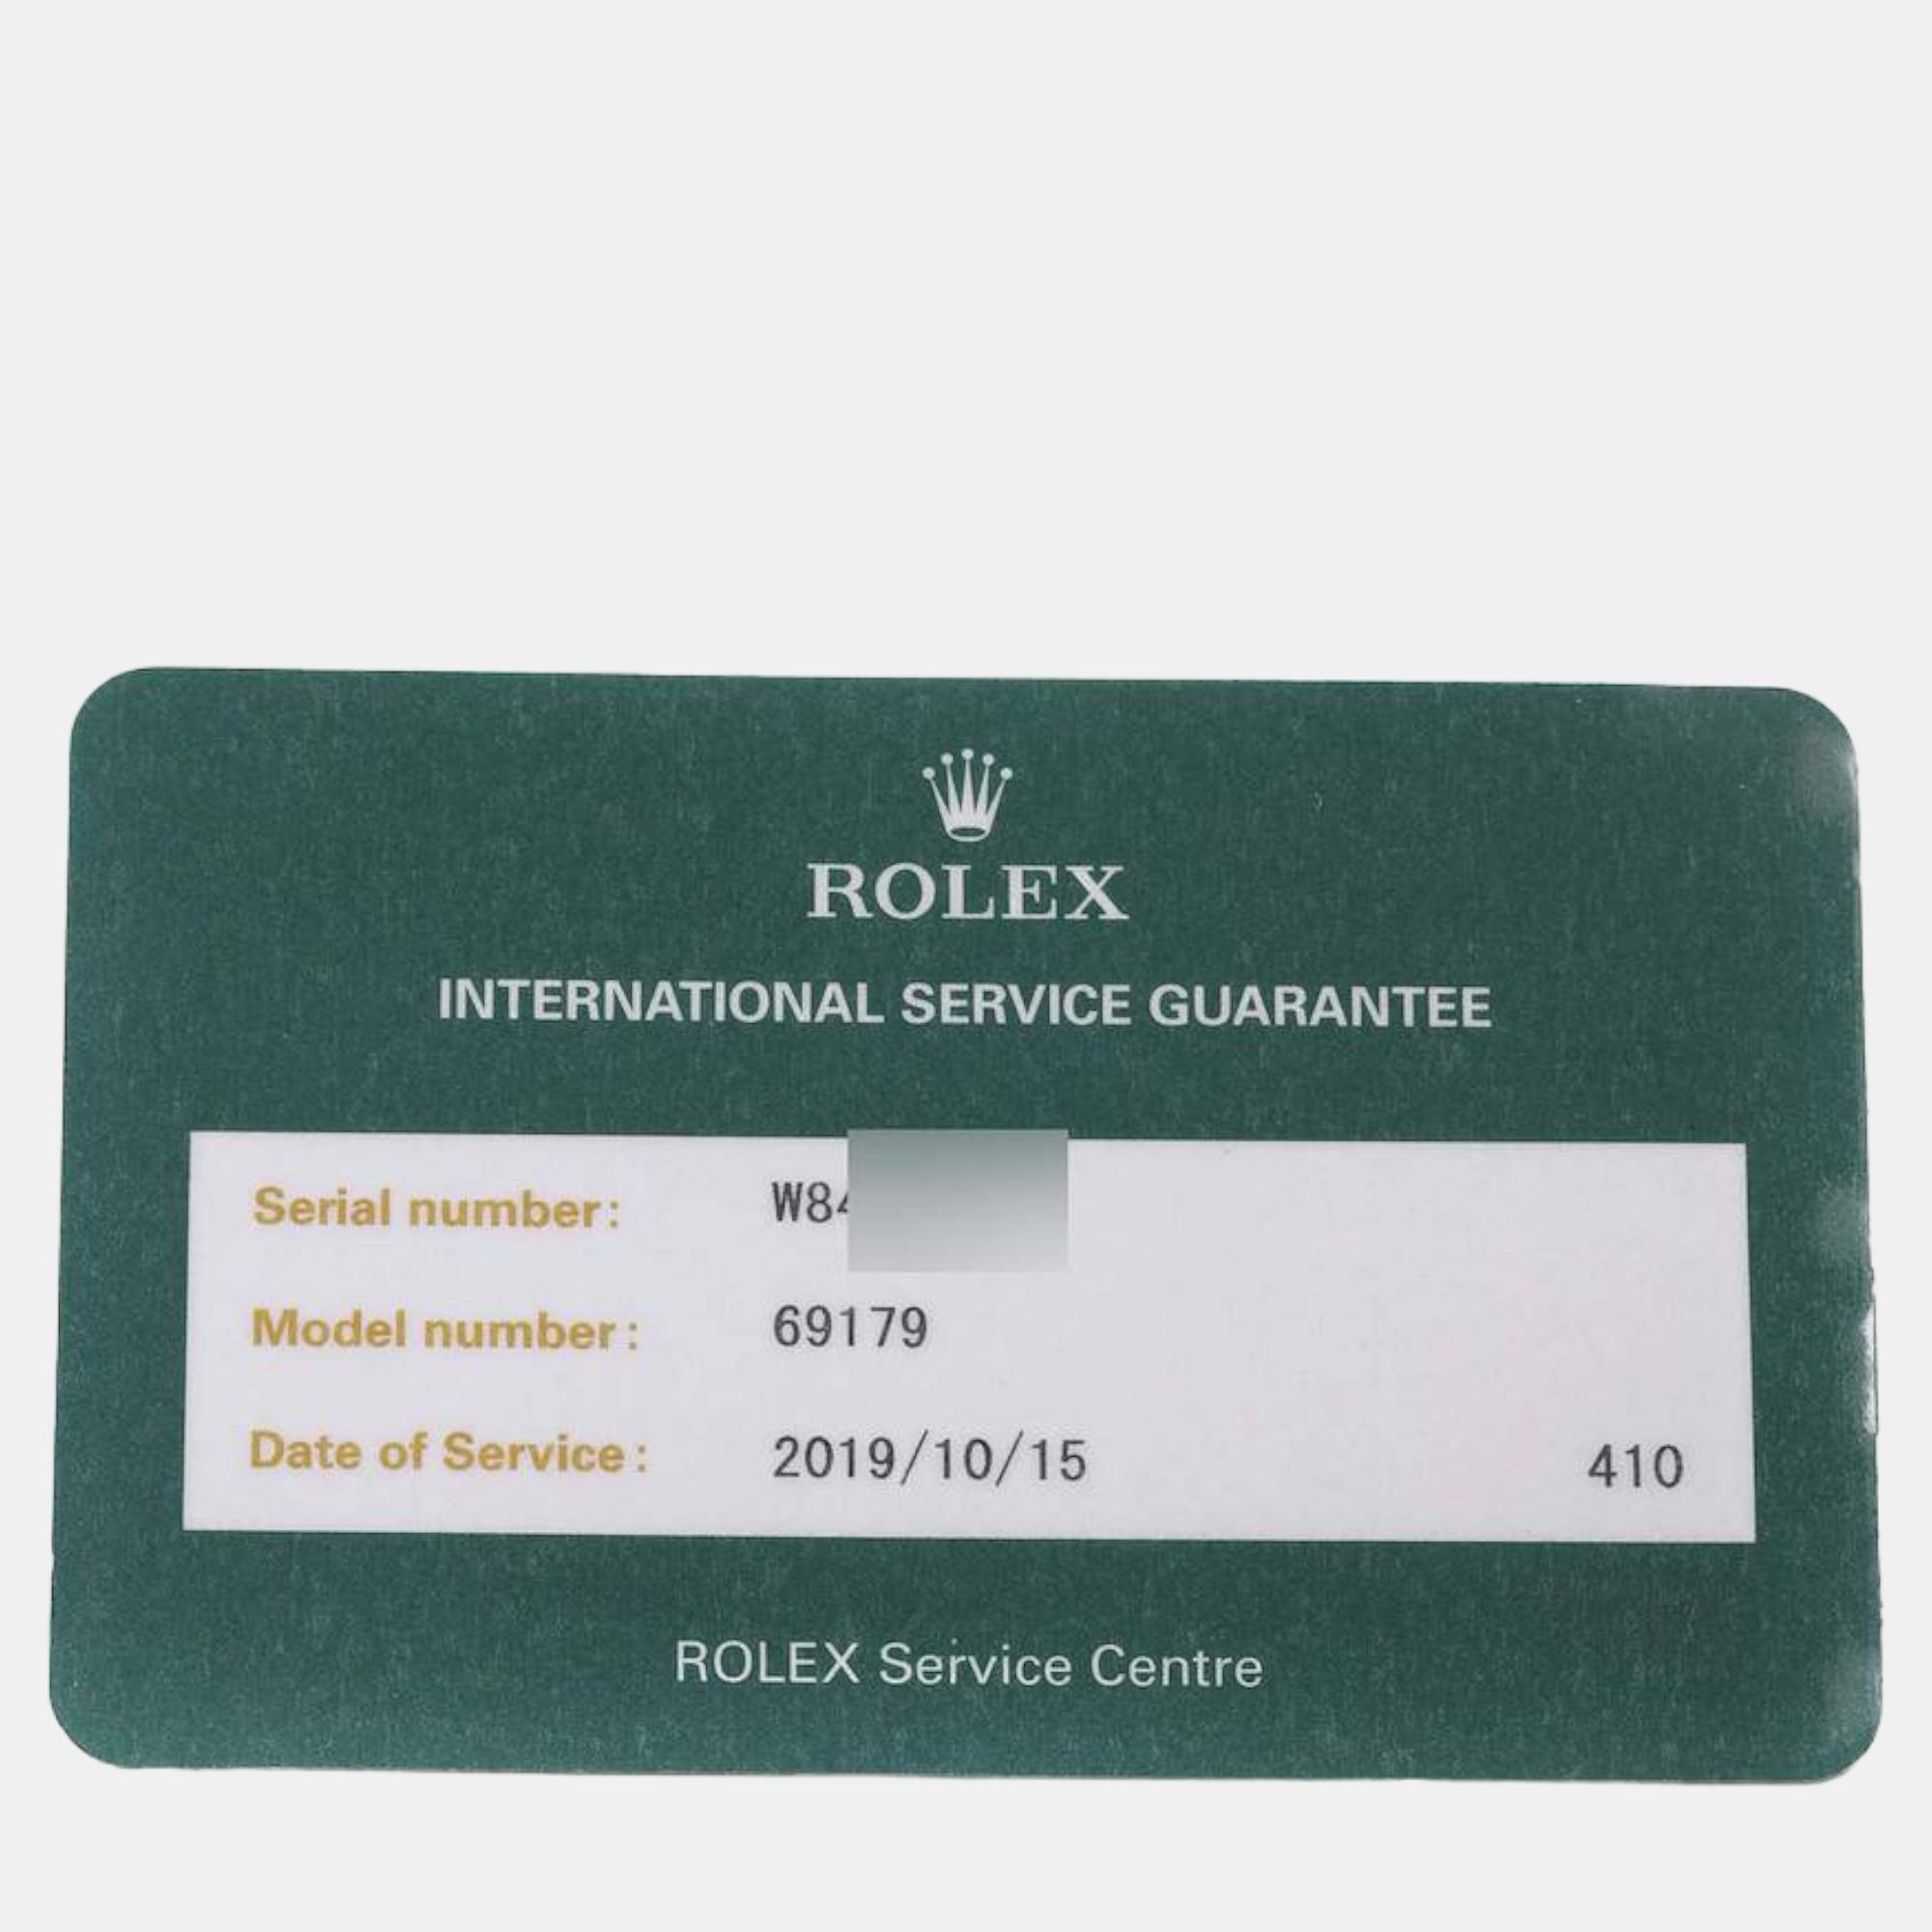 ROLEX
INTERNATIONAL SERVICE GUARANTEE
Serial number: W84
Model number: 69179
Date of Service: 2019/10/15 410
ROLEX Service Centre